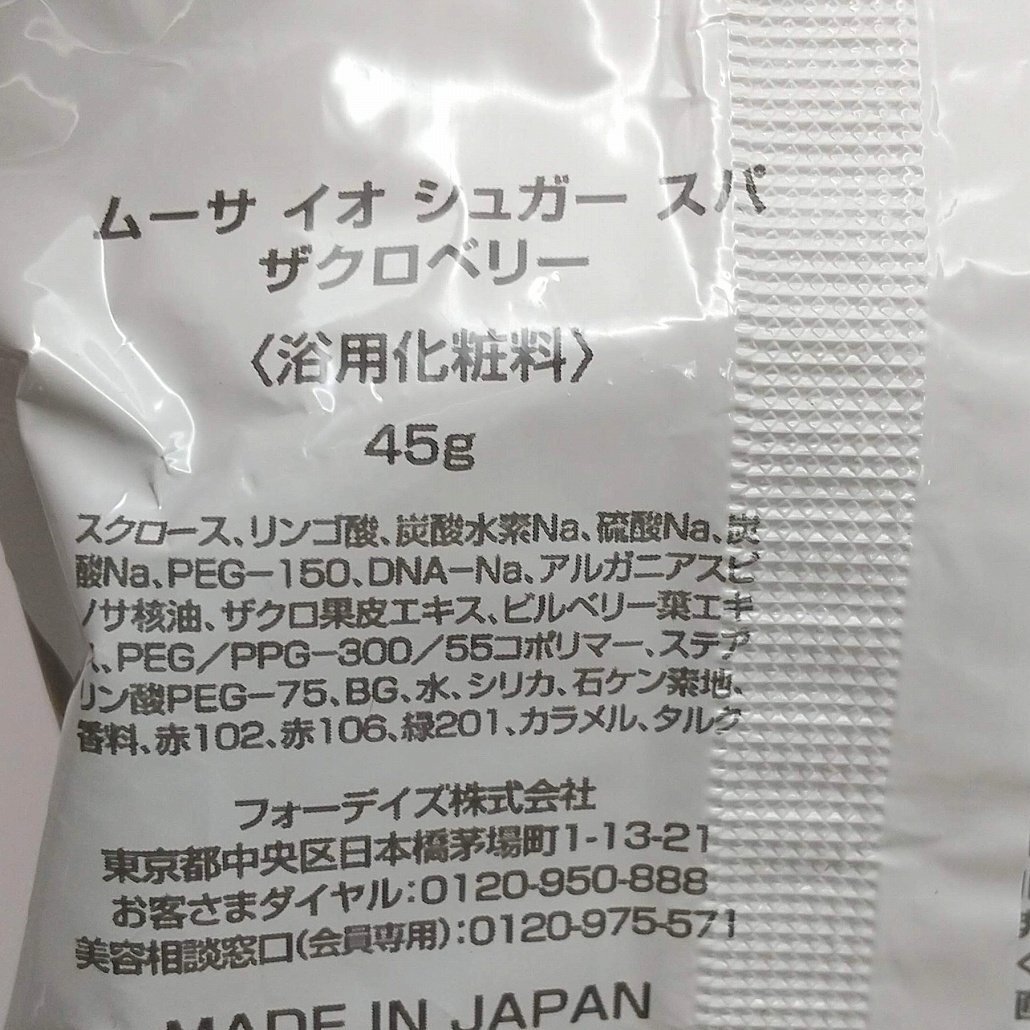 ムーサ イオ シュガー スパ
ザクロベリー
〈浴用化粧料〉
45g
スクロース、リンゴ酸、炭酸水素Na、硫酸Na、炭
酸Na、PEG－150、DNA－Na、アルガニアスピ
ノサ核油、ザクロ果皮エキス、ビルベリー葉エキ
ス、PEG／PPG－300／55コポリマー、ステア
リン酸PEG－75、BG、水、シリカ、石ケン素地、
香料、赤102、赤106、緑201、カラメル、タルク
フォーデイズ株式会社
東京都中央区日本橋茅場町1-13-21
お客さまダイヤル：0120-950-888
美容相談窓口（会員専用）：0120-975-571
MADE IN JAPAN